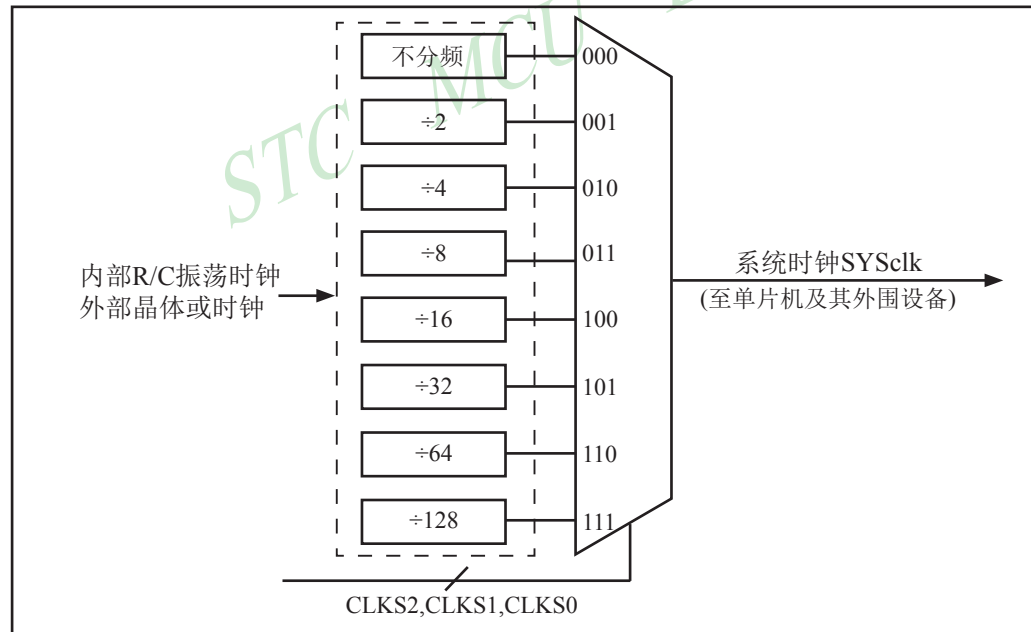 STC MCU
不分频
000
÷2
001
÷4
010
÷8
011
÷16
100
÷32
101
÷64
110
÷128
111
内部R/C振荡时钟
外部晶体或时钟
系统时钟SYSclk
(至单片机及其外围设备)
CLKS2,CLKS1,CLKS0